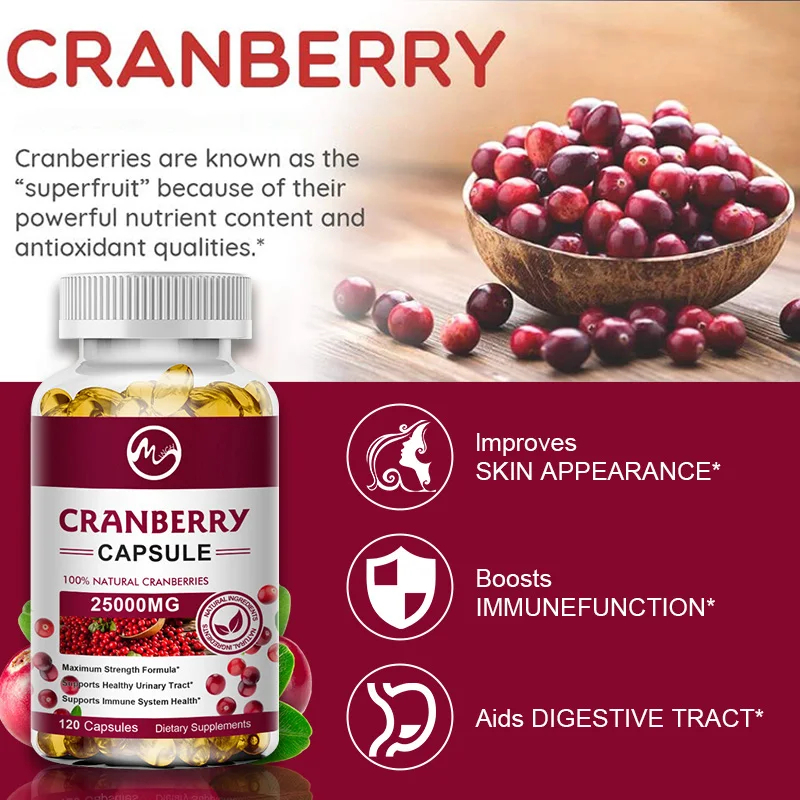 CRANBERRY
Cranberries are known as the
“superfruit” because of their
powerful nutrient content and
antioxidant qualities.*
M
CRANBERRY
CAPSULE
100% NATURAL CRANBERRIES
25000MG
NATURAL INGREDIENTS
NATURAL INGREDIENTS
Maximum Strength Formula*
Supports Healthy Urinary Tract*
Supports Immune System Health*
120 Capsules Dietary Supplements
Improves
SKIN APPEARANCE*
Boosts
IMMUNEFUNCTION*
Aids DIGESTIVE TRACT*